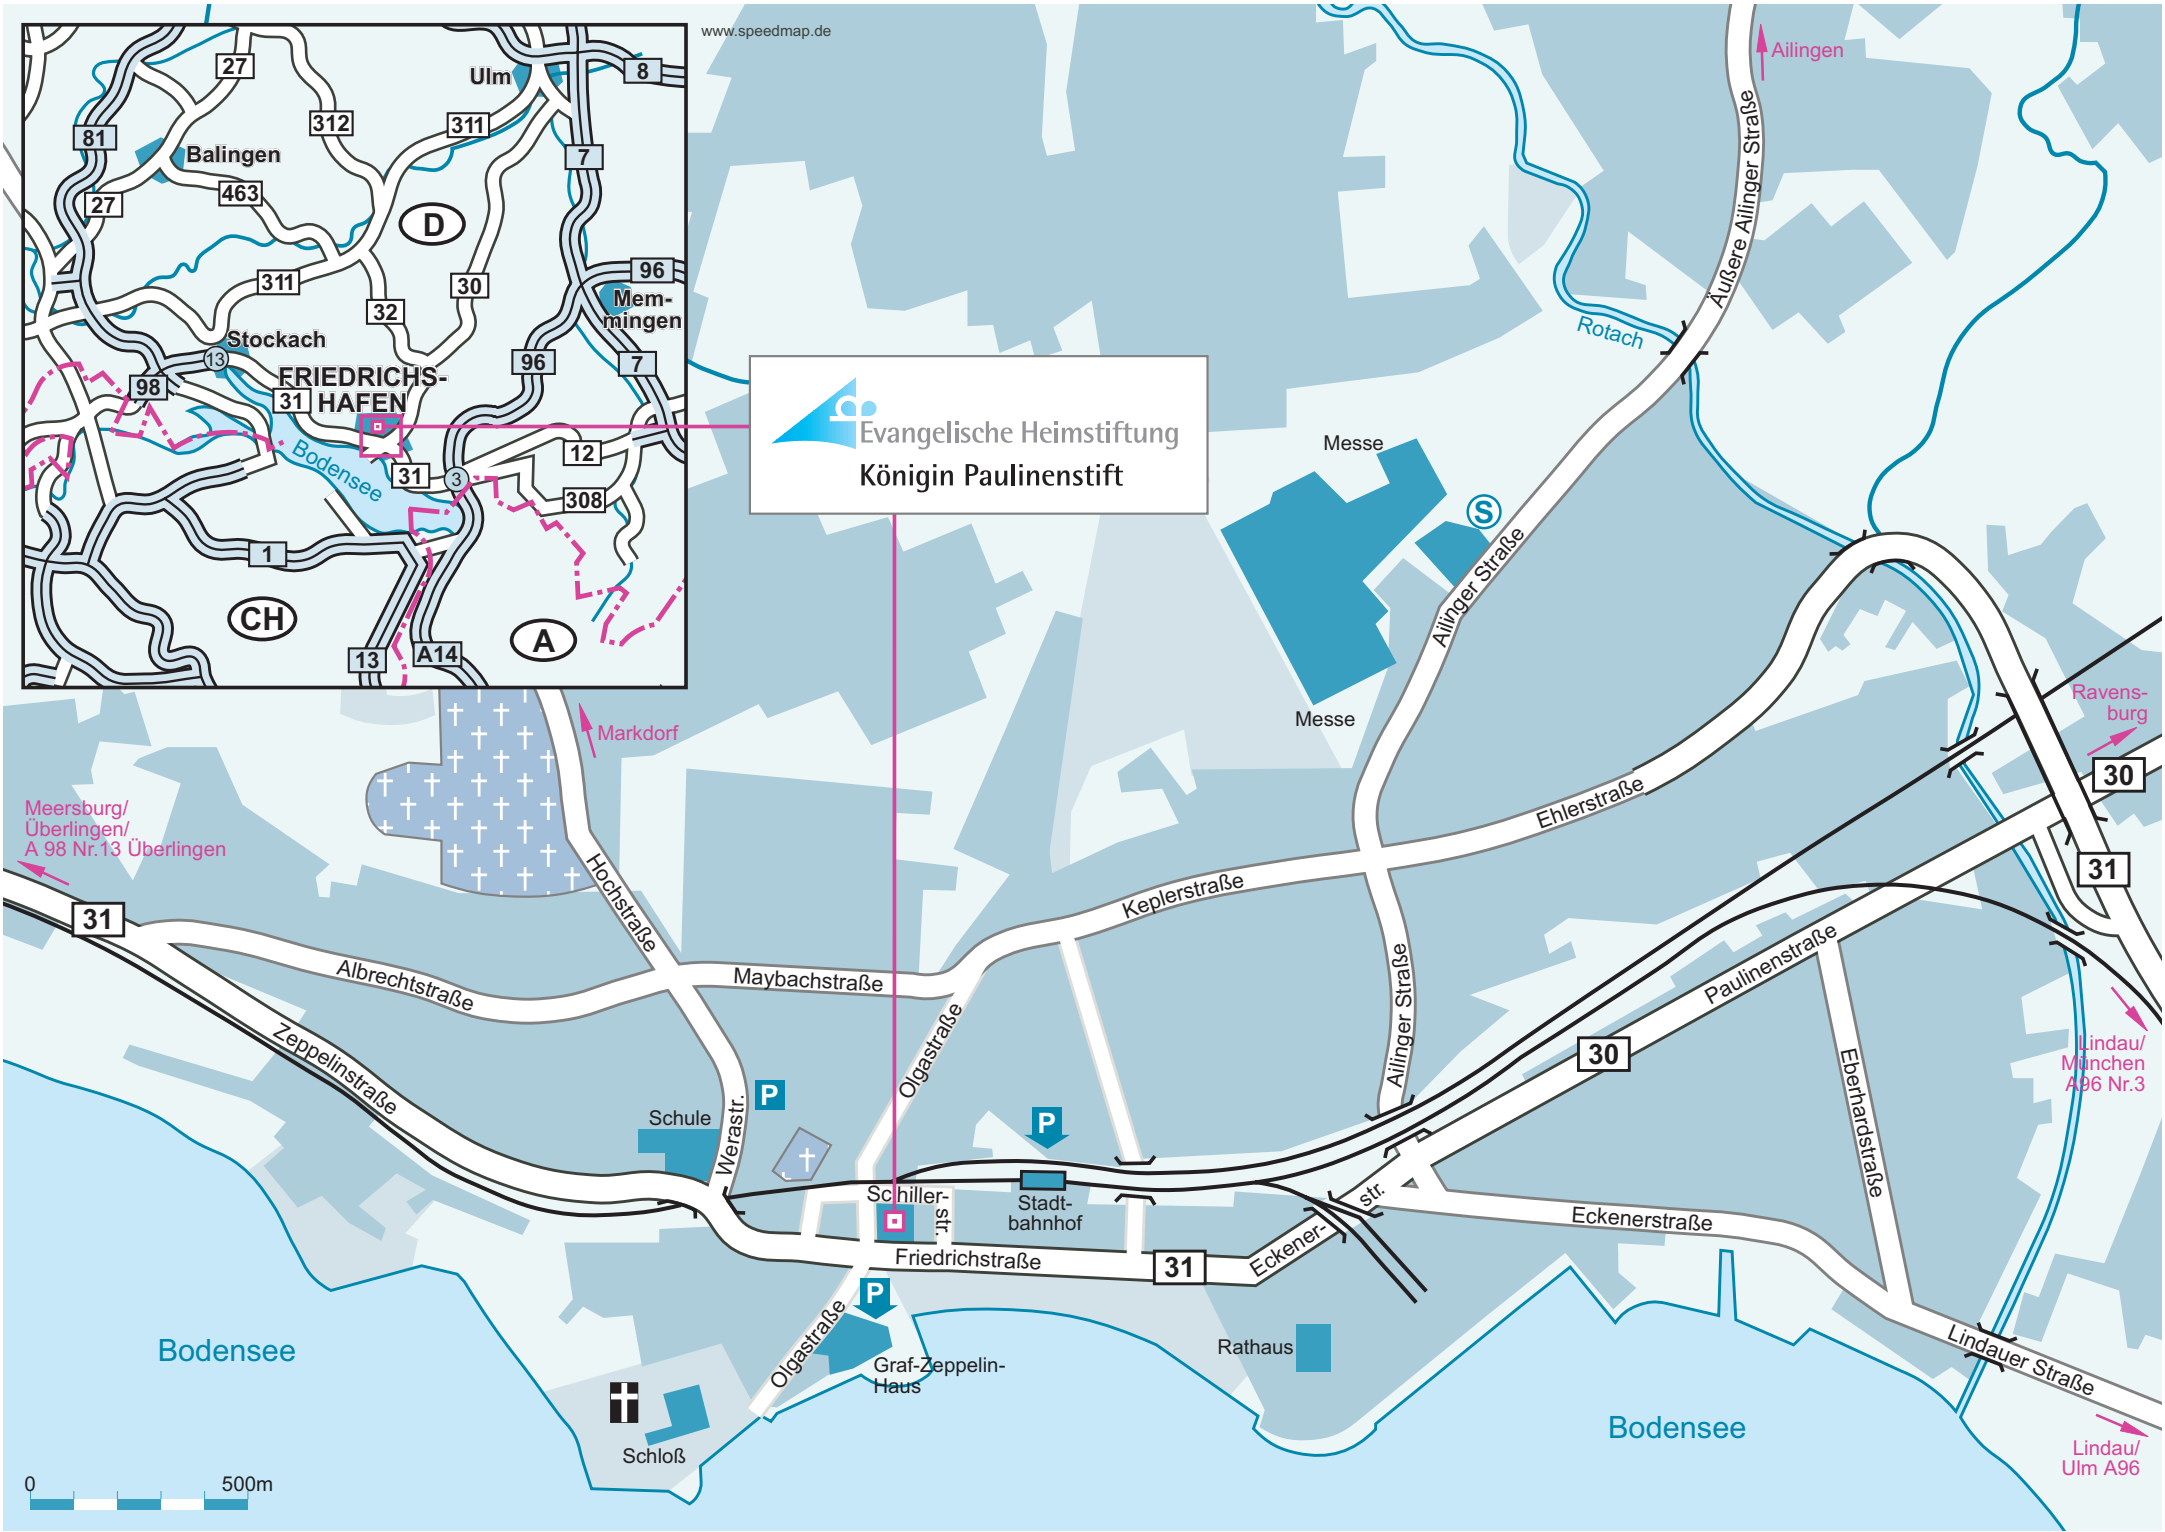 www.speedmap.de
27
Ulm
8
312
311
81
Balingen
7
463
27
D
311
30
96
32
Mem-
mingen
Stockach
13
96
7
98
FRIEDRICHS-
31
HAFEN
Bodensee
31
3
12
308
1
CH
A
13
A14
Ailingen
Äußere Ailinger Straße
Rotach
Evangelische Heimstiftung
Königin Paulinenstift
Messe
S
Ailinger Straße
Messe
Ravens-
burg
30
Markdorf
Meersburg/
Überlingen/
A 98 Nr.13 Überlingen
31
Hochstraße
Ehlerstraße
Keplerstraße
31
Albrechtstraße
Maybachstraße
Zeppelinstraße
Olgastraße
Ailinger Straße
Paulinenstraße
30
Eberhardstraße
Lindau/
München
A96 Nr.3
P
Schule
Werastr.
P
Schiller-
str.
Stadt-
bahnhof
Friedrichstraße
31
Eckener-
str.
Eckenerstraße
P
Olgastraße
Graf-Zeppelin-
Haus
Rathaus
Lindauer Straße
Bodensee
Schloß
Bodensee
Lindau/
Ulm A96
0
500m